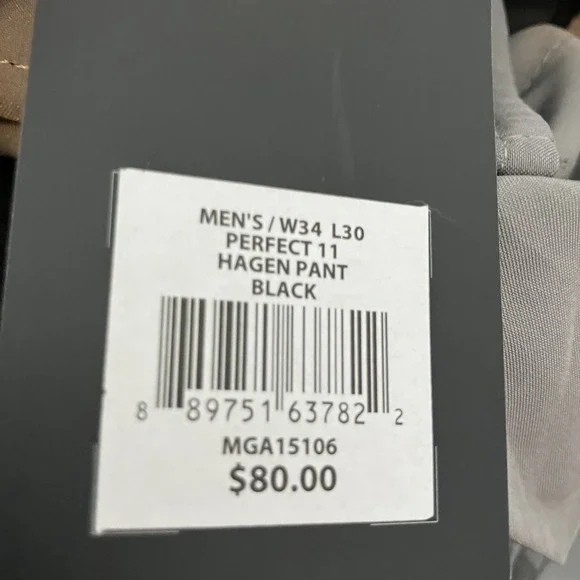 MEN'S / W34 L30
PERFECT 11
HAGEN PANT
BLACK
8 89751 63782 2
MGA15106
$80.00